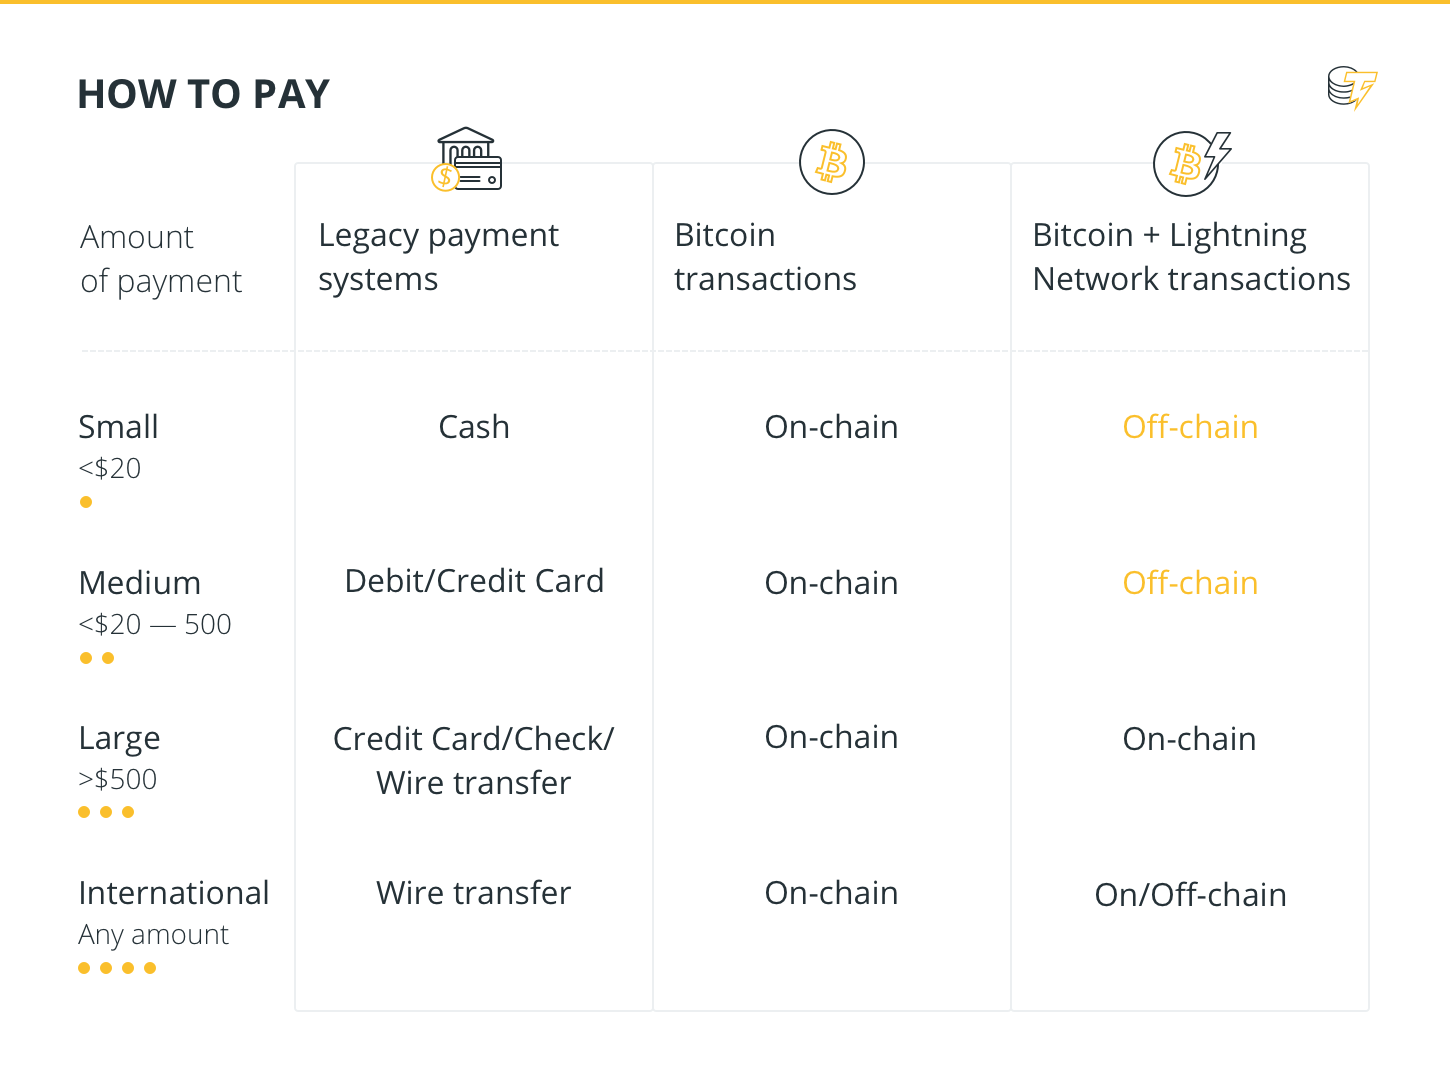 HOW TO PAY
Amount
of payment
Legacy payment
systems
Bitcoin
transactions
Bitcoin + Lightning
Network transactions
Small
<$20
Cash
On-chain
Off-chain
Medium
<$20 — 500
Debit/Credit Card
On-chain
Off-chain
Large
>$500
Credit Card/Check/
Wire transfer
On-chain
On-chain
International
Any amount
Wire transfer
On-chain
On/Off-chain